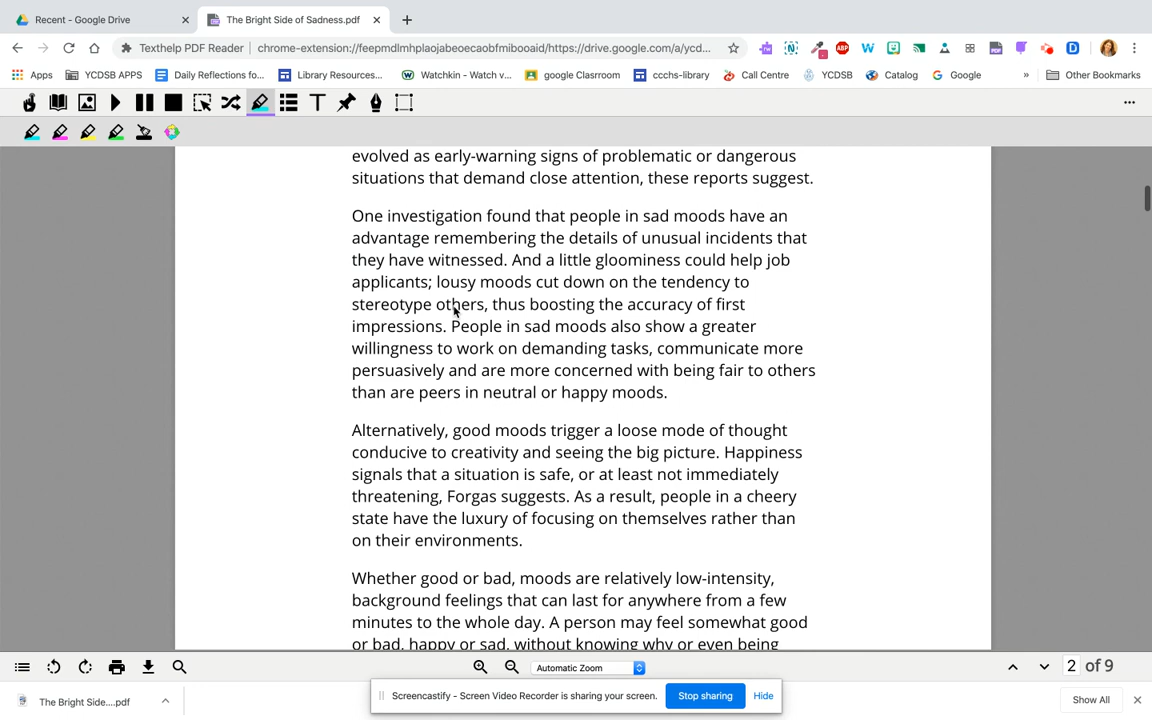 Recent - Google Drive
The Bright Side of Sadness.pdf
Texthelp PDF Reader
chrome-extension://feepmdlmhplaojabeoecaobfmibooaid/https://drive.google.com/a/ycd...
Apps
YCDSB APPS
Daily Reflections fo...
Library Resources...
Watchkin - Watch v...
google Clasrroom
ccchs-library
Call Centre
YCDSB
Catalog
Google
»
Other Bookmarks
evolved as early-warning signs of problematic or dangerous
situations that demand close attention, these reports suggest.
One investigation found that people in sad moods have an
advantage remembering the details of unusual incidents that
they have witnessed. And a little gloominess could help job
applicants; lousy moods cut down on the tendency to
stereotype others, thus boosting the accuracy of first
impressions. People in sad moods also show a greater
willingness to work on demanding tasks, communicate more
persuasively and are more concerned with being fair to others
than are peers in neutral or happy moods.
Alternatively, good moods trigger a loose mode of thought
conducive to creativity and seeing the big picture. Happiness
signals that a situation is safe, or at least not immediately
threatening, Forgas suggests. As a result, people in a cheery
state have the luxury of focusing on themselves rather than
on their environments.
Whether good or bad, moods are relatively low-intensity,
background feelings that can last for anywhere from a few
minutes to the whole day. A person may feel somewhat good
or bad, happy or sad, without knowing why or even being
Automatic Zoom
2 of 9
Screencastify - Screen Video Recorder is sharing your screen.
Stop sharing
Hide
The Bright Side....pdf
Show All